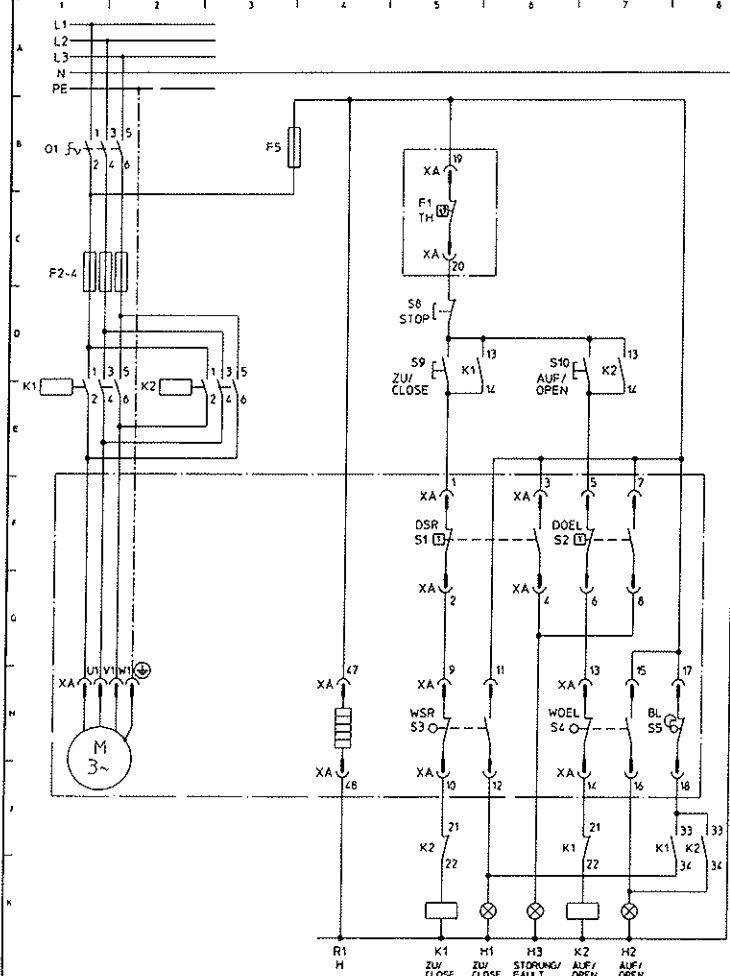 1 2 3 4 5 6 7 8
A
L1
L2
L3
N
PE
B
Q1 1 3 5
2 4 6
F5
XA 19
F1
TH
XA 20
C
F2-4
S8
STOP
D
S9
ZU/
CLOSE
K1 13
14
S10
AUF/
OPEN
K2 13
14
K1 1 3 5
2 4 6
K2 1 3 5
2 4 6
E
XA 1
XA 3
5
7
F
DSR
S1
DOEL
S2
XA 2
XA 4
6
8
G
XA U1 V1 W1
M
3~
XA 47
XA 9
11
XA 13
15
17
H
WSR
S3
WOEL
S4
BL
S5
XA 48
XA 10
12
XA 14
16
18
J
K2 21
22
K1 21
22
K1 33
34
K2 33
34
K
R1
H
K1
ZU/
CLOSE
H1
ZU/
CLOSE
H3
STÖRUNG/
FAULT
K2
AUF/
OPEN
H2
AUF/
OPEN